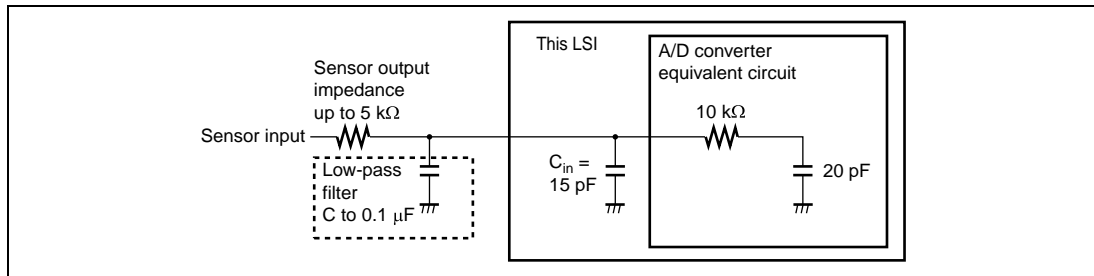 This LSI
A/D converter
equivalent circuit
Sensor output
impedance
up to 5 kΩ
10 kΩ
Sensor input
Low-pass
filter
C to 0.1 μF
Cin =
15 pF
20 pF